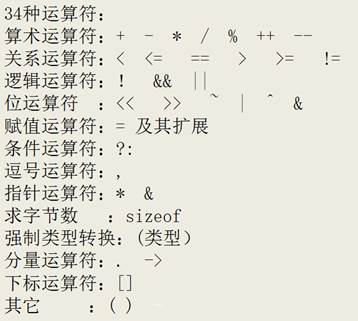 34种运算符：
算术运算符：+ - * / % ++ --
关系运算符：< <= == > >= !=
逻辑运算符：! && ||
位运算符 ：<< >> ~ | ^ &
赋值运算符：= 及其扩展
条件运算符：?:
逗号运算符：,
指针运算符：* &
求字节数 ：sizeof
强制类型转换：(类型）
分量运算符：. ->
下标运算符：[]
其它 ：( )